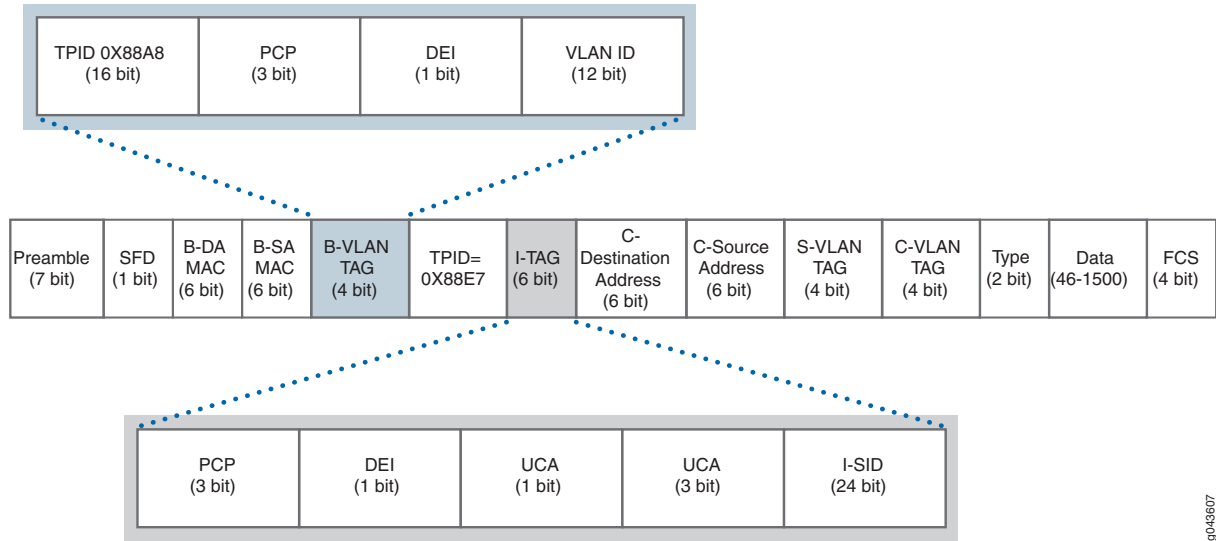 TPID 0X88A8
(16 bit)
PCP
(3 bit)
DEI
(1 bit)
VLAN ID
(12 bit)
Preamble
(7 bit)
SFD
(1 bit)
B-DA
MAC
(6 bit)
B-SA
MAC
(6 bit)
B-VLAN
TAG
(4 bit)
TPID=
0X88E7
I-TAG
(6 bit)
C-
Destination
Address
(6 bit)
C-Source
Address
(6 bit)
S-VLAN
TAG
(4 bit)
C-VLAN
TAG
(4 bit)
Type
(2 bit)
Data
(46-1500)
FCS
(4 bit)
PCP
(3 bit)
DEI
(1 bit)
UCA
(1 bit)
UCA
(3 bit)
I-SID
(24 bit)
g043607